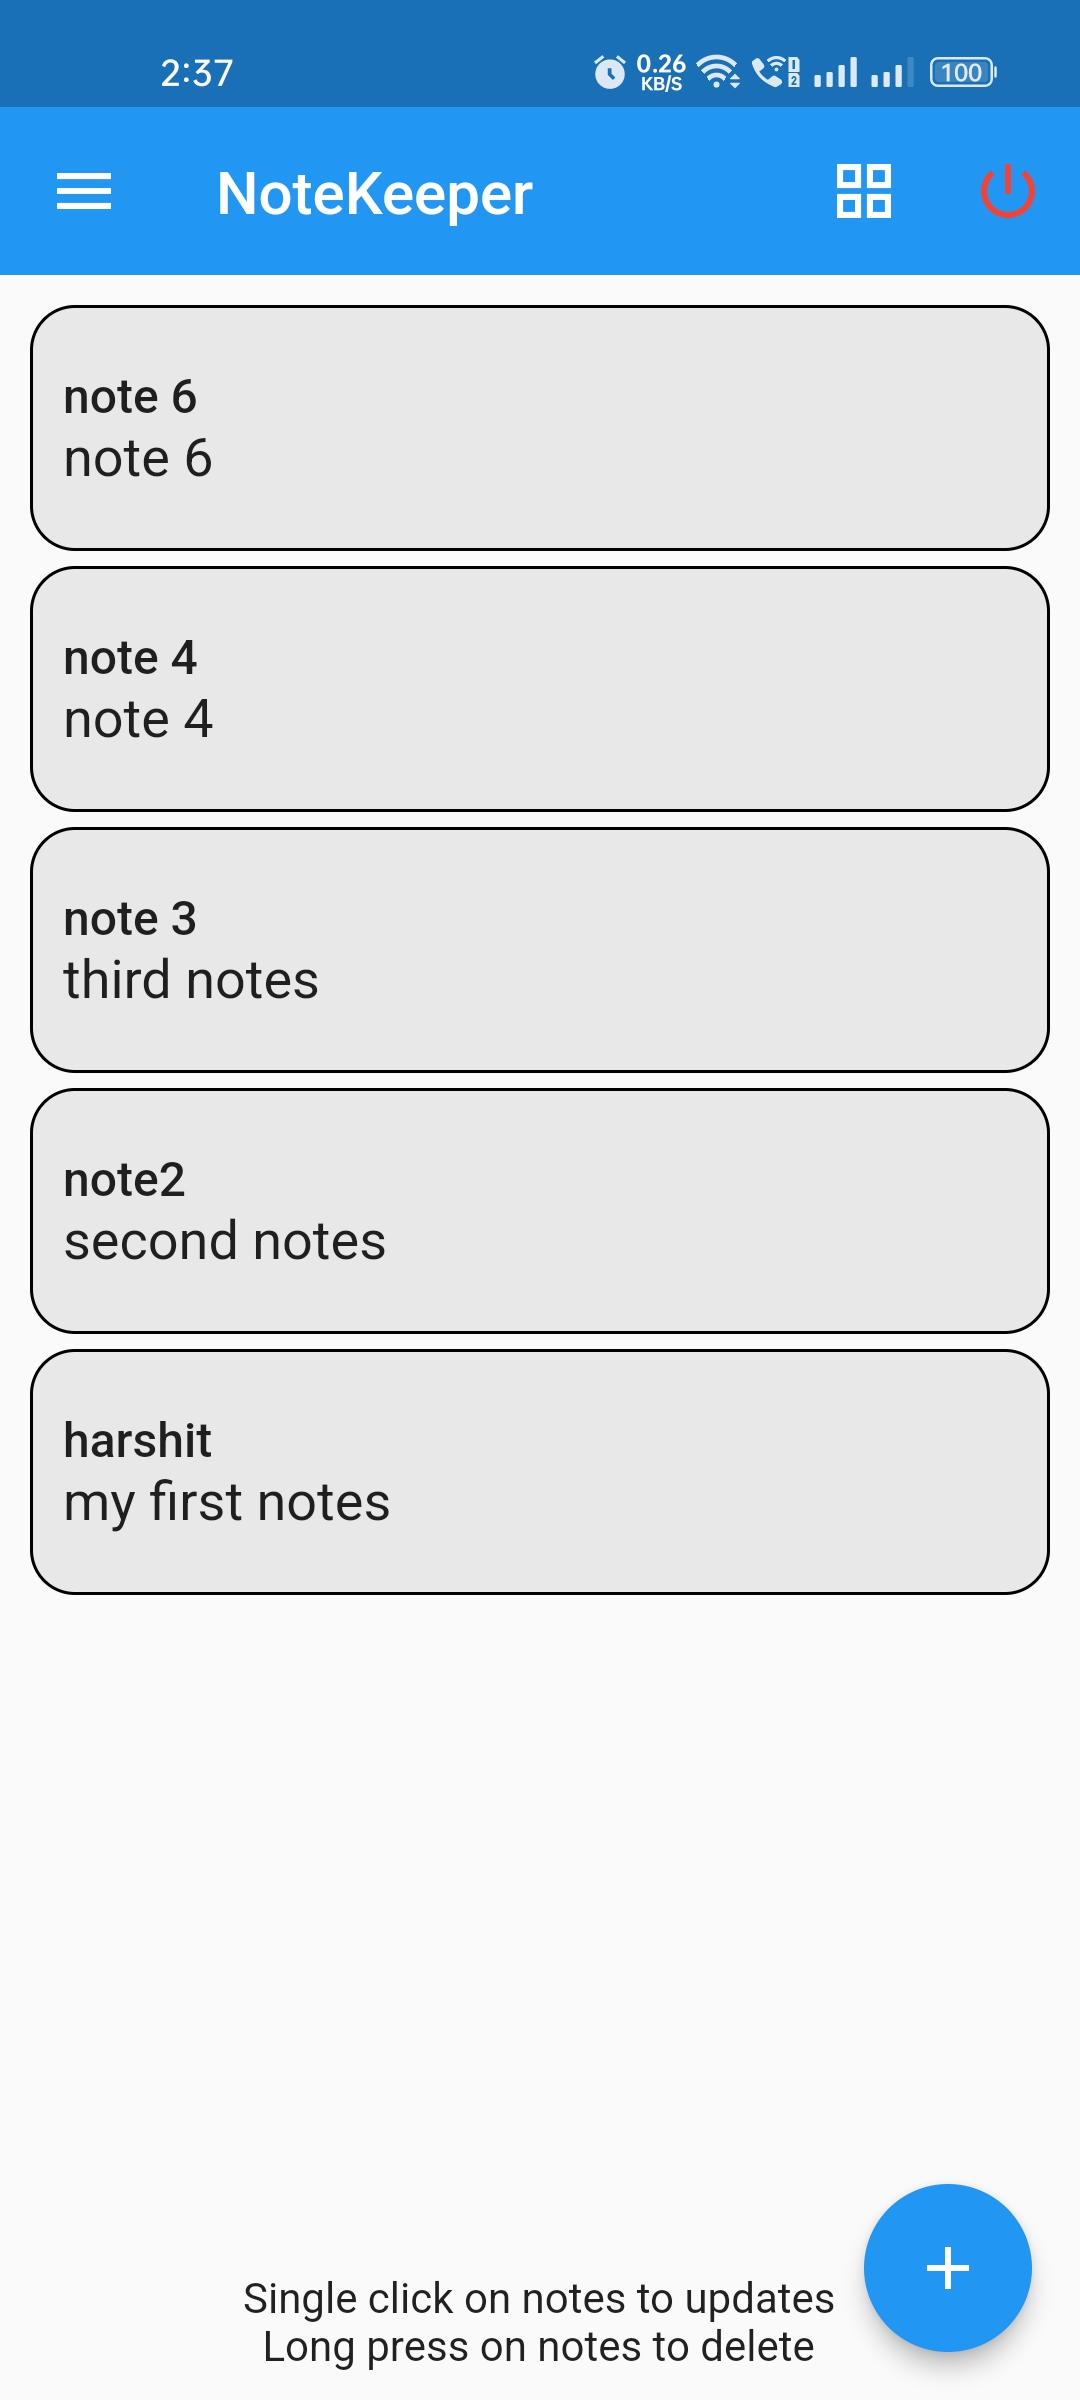 2:37
0.26
KB/S
1
2
100
NoteKeeper
note 6
note 6
note 4
note 4
note 3
third notes
note2
second notes
harshit
my first notes
Single click on notes to updates
Long press on notes to delete